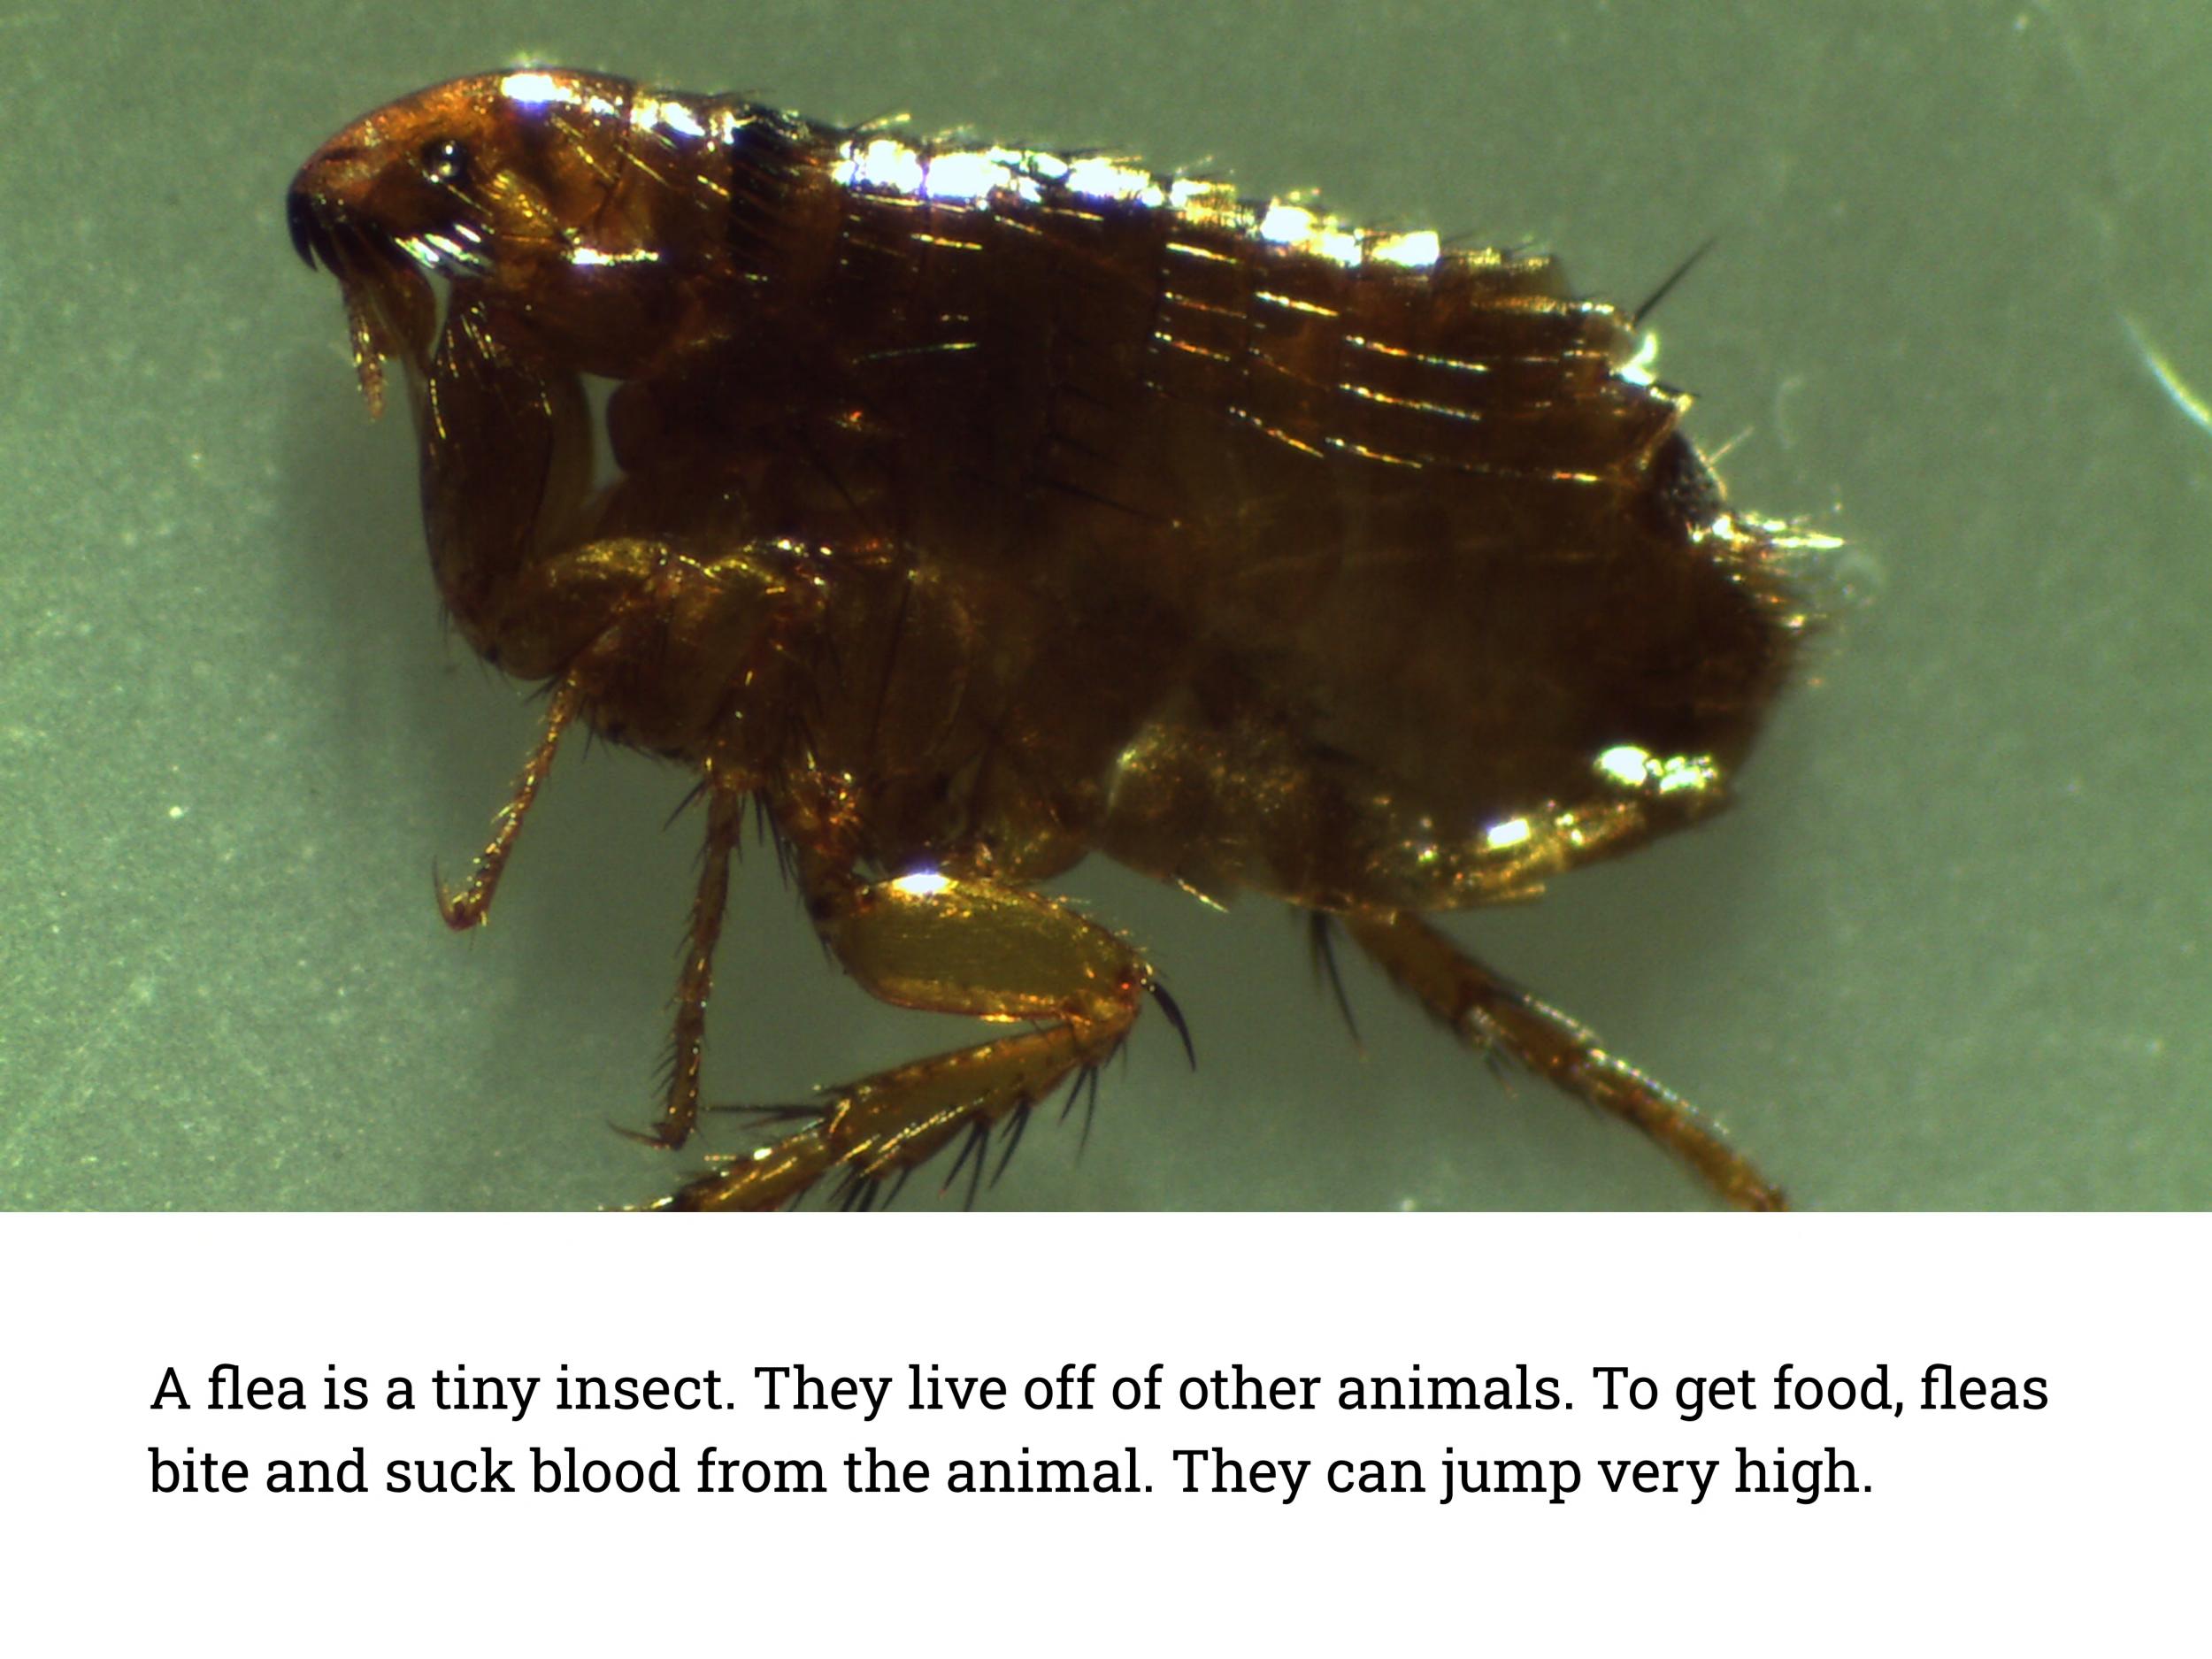 A flea is a tiny insect. They live off of other animals. To get food, fleas
bite and suck blood from the animal. They can jump very high.